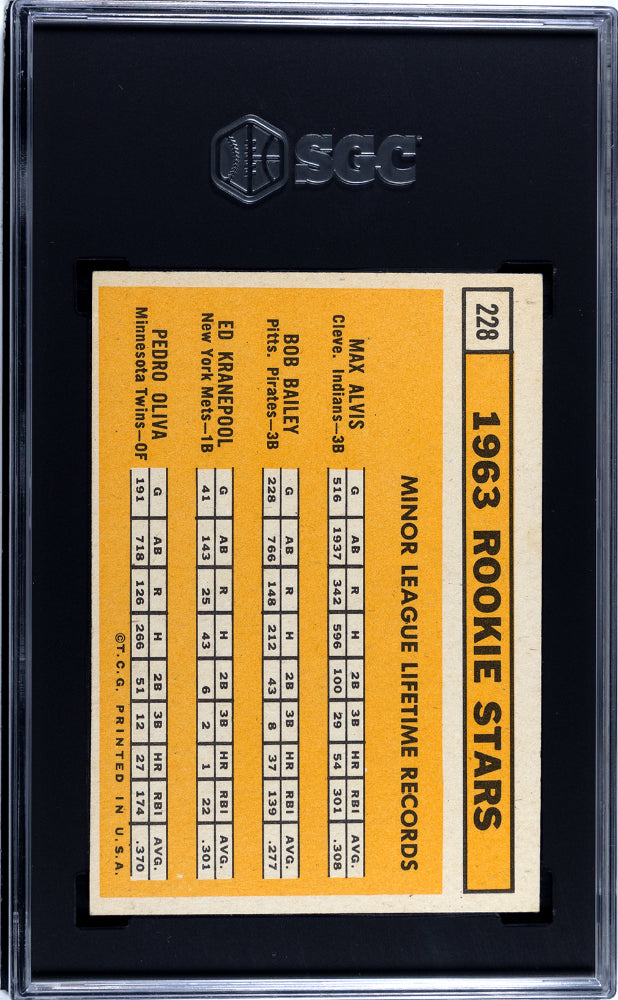 SGC
228
1963 ROOKIE STARS
MINOR LEAGUE LIFETIME RECORDS
MAX ALVIS
Cleve. Indians—3B
G AB R H 2B 3B HR RBI AVG.
516 1937 342 596 100 29 54 301 .308
BOB BAILEY
Pitts. Pirates—3B
G AB R H 2B 3B HR RBI AVG.
228 766 148 212 43 8 37 139 .277
ED KRANEPOOL
New York Mets—1B
G AB R H 2B 3B HR RBI AVG.
41 143 25 43 6 2 1 22 .301
PEDRO OLIVA
Minnesota Twins—OF
G AB R H 2B 3B HR RBI AVG.
191 718 126 266 51 12 27 174 .370
©T.C.G. PRINTED IN U.S.A.